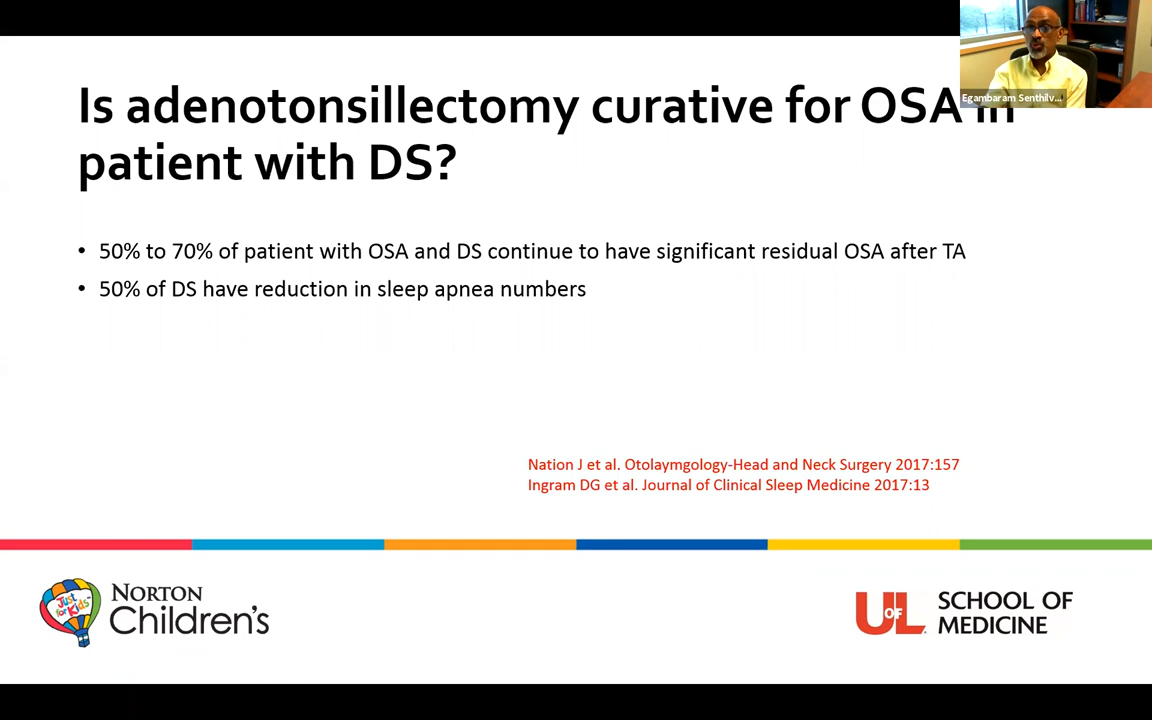 Is adenotonsillectomy curative for OSA in
patient with DS?
Egambaram Senthilv...
• 50% to 70% of patient with OSA and DS continue to have significant residual OSA after TA
• 50% of DS have reduction in sleep apnea numbers
Nation J et al. Otolaymgology-Head and Neck Surgery 2017:157
Ingram DG et al. Journal of Clinical Sleep Medicine 2017:13
Just
for Kids
NORTON
Children's
UOFL
SCHOOL OF
MEDICINE